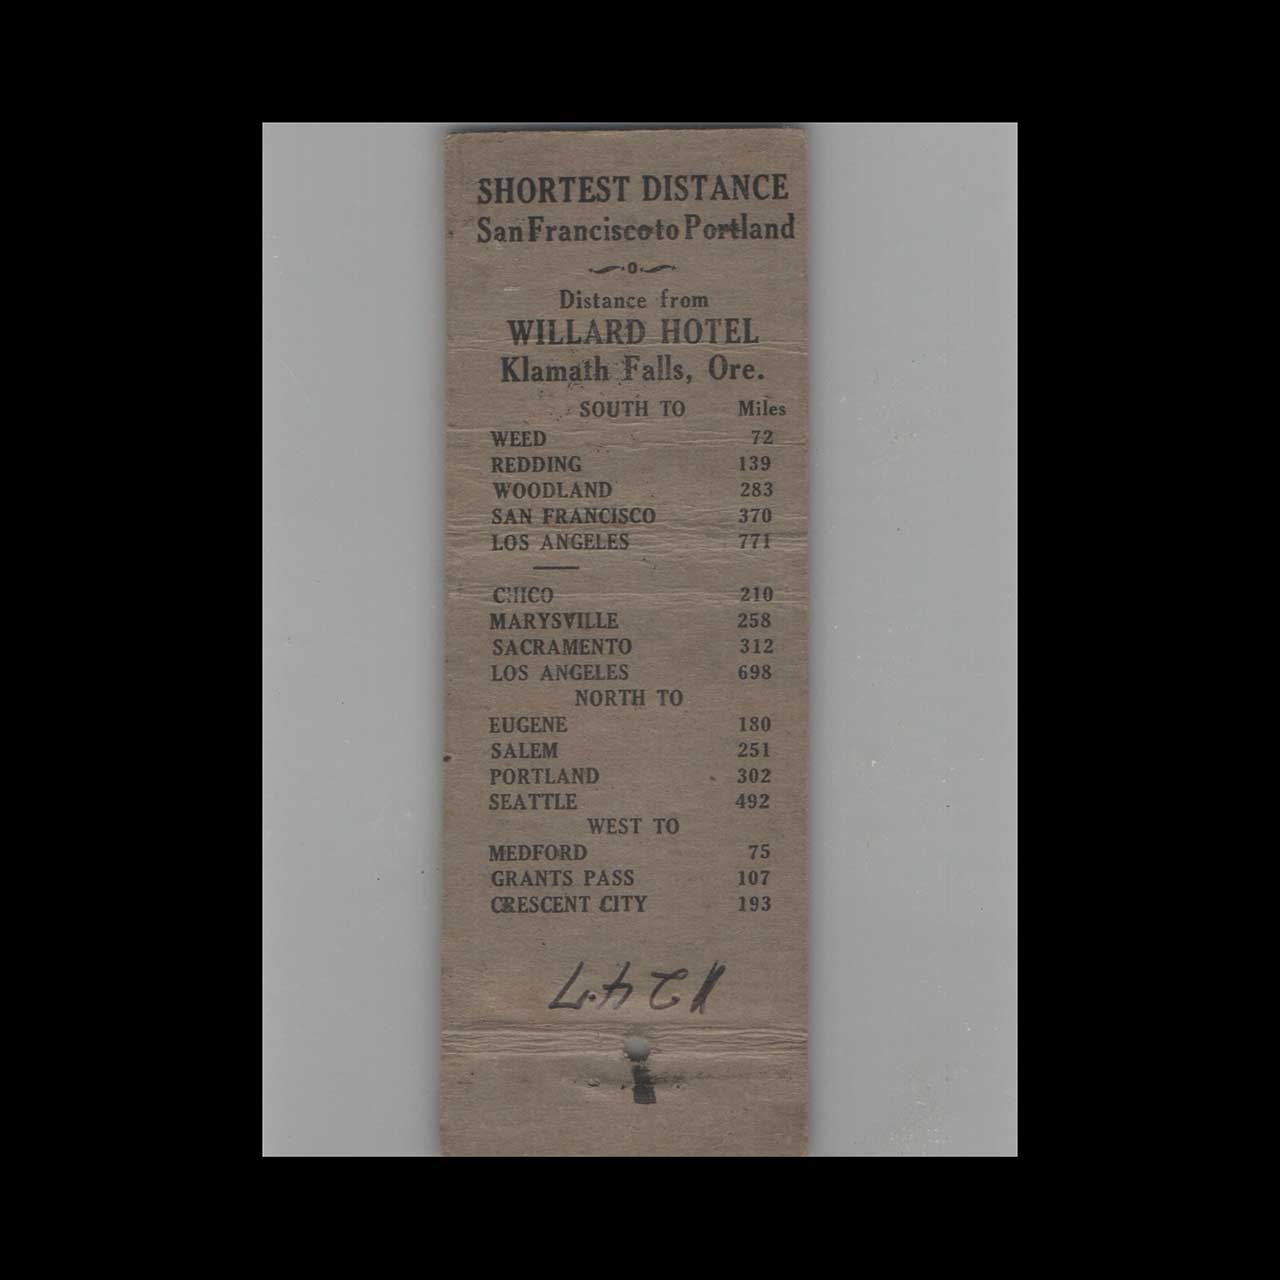 SHORTEST DISTANCE
San Francisco to Portland
Distance from
WILLARD HOTEL
Klamath Falls, Ore.
SOUTH TO Miles
WEED 72
REDDING 139
WOODLAND 283
SAN FRANCISCO 370
LOS ANGELES 771
CHICO 210
MARYSVILLE 258
SACRAMENTO 312
LOS ANGELES 698
NORTH TO
EUGENE 180
SALEM 251
PORTLAND 302
SEATTLE 492
WEST TO
MEDFORD 75
GRANTS PASS 107
CRESCENT CITY 193